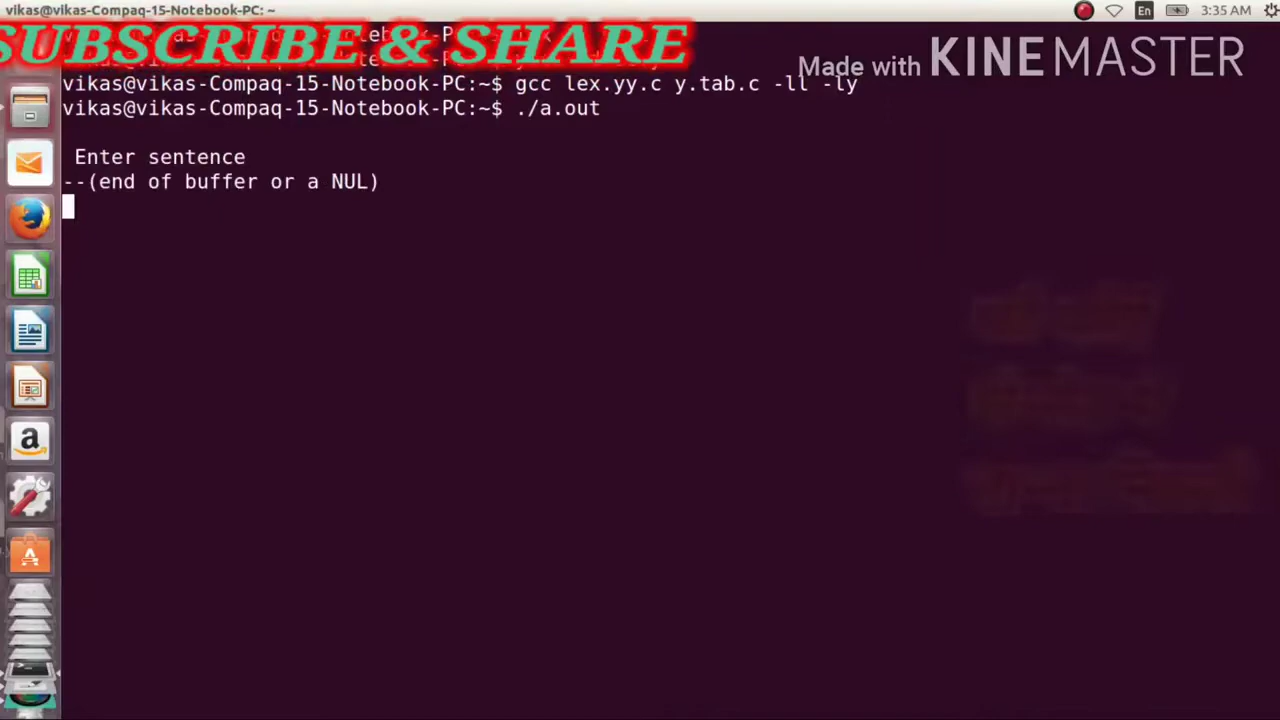 vikas@vikas-Compaq-15-Notebook-PC: ~
En
3:35 AM
SUBSCRIBE & SHARE
Made with KINEMASTER
vikas@vikas-Compaq-15-Notebook-PC:~$ gcc lex.yy.c y.tab.c -ll -ly
vikas@vikas-Compaq-15-Notebook-PC:~$ ./a.out
Enter sentence
--(end of buffer or a NUL)